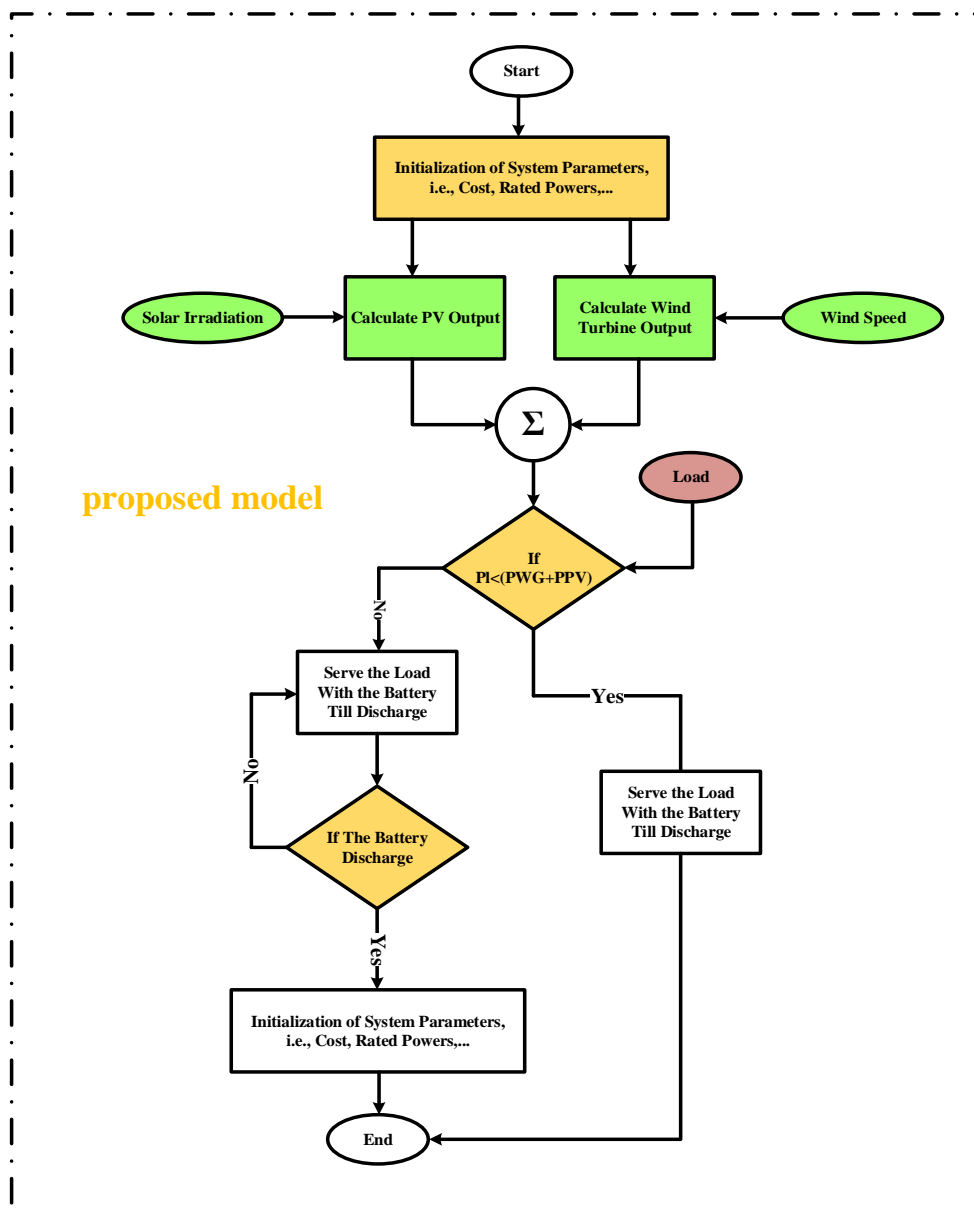 Start
Initialization of System Parameters,
i.e., Cost, Rated Powers,...
Solar Irradiation
Calculate PV Output
Calculate Wind
Turbine Output
Wind Speed
Σ
Load
proposed model
If
Pl<(PWG+PPV)
No
Serve the Load
With the Battery
Till Discharge
Yes
No
If The Battery
Discharge
Serve the Load
With the Battery
Till Discharge
Yes
Initialization of System Parameters,
i.e., Cost, Rated Powers,...
End